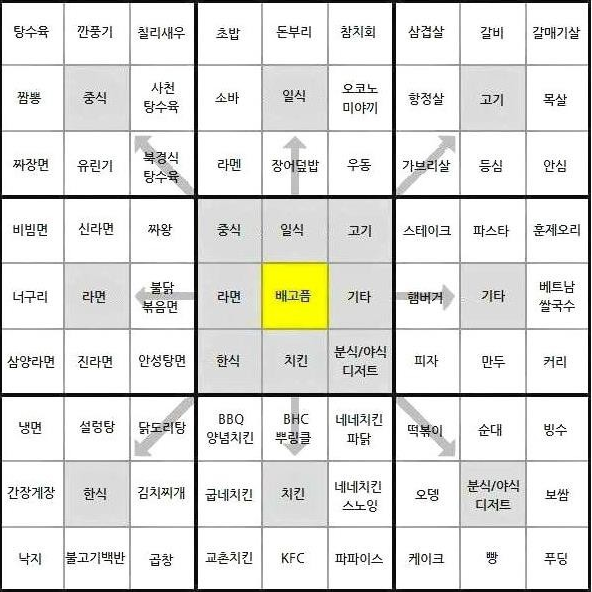 탕수육 깐풍기 칠리새우 초밥 돈부리 참치회 삼겹살 갈비 갈매기살
짬뽕 중식 사천 탕수육 소바 일식 오코노 미야끼 항정살 고기 목살
짜장면 유린기 북경식 탕수육 라멘 장어덮밥 우동 가브리살 등심 안심
비빔면 신라면 짜왕 중식 일식 고기 스테이크 파스타 훈제오리
너구리 라면 불닭 볶음면 라면 배고픔 기타 햄버거 기타 베트남 쌀국수
삼양라면 진라면 안성탕면 한식 치킨 분식/야식 디저트 피자 만두 커리
냉면 설렁탕 닭도리탕 BBQ 양념치킨 BHC 뿌링클 네네치킨 파닭 떡볶이 순대 빙수
간장게장 한식 김치찌개 굽네치킨 치킨 네네치킨 스노잉 오뎅 분식/야식 디저트 보쌈
낙지 불고기백반 곱창 교촌치킨 KFC 파파이스 케이크 빵 푸딩